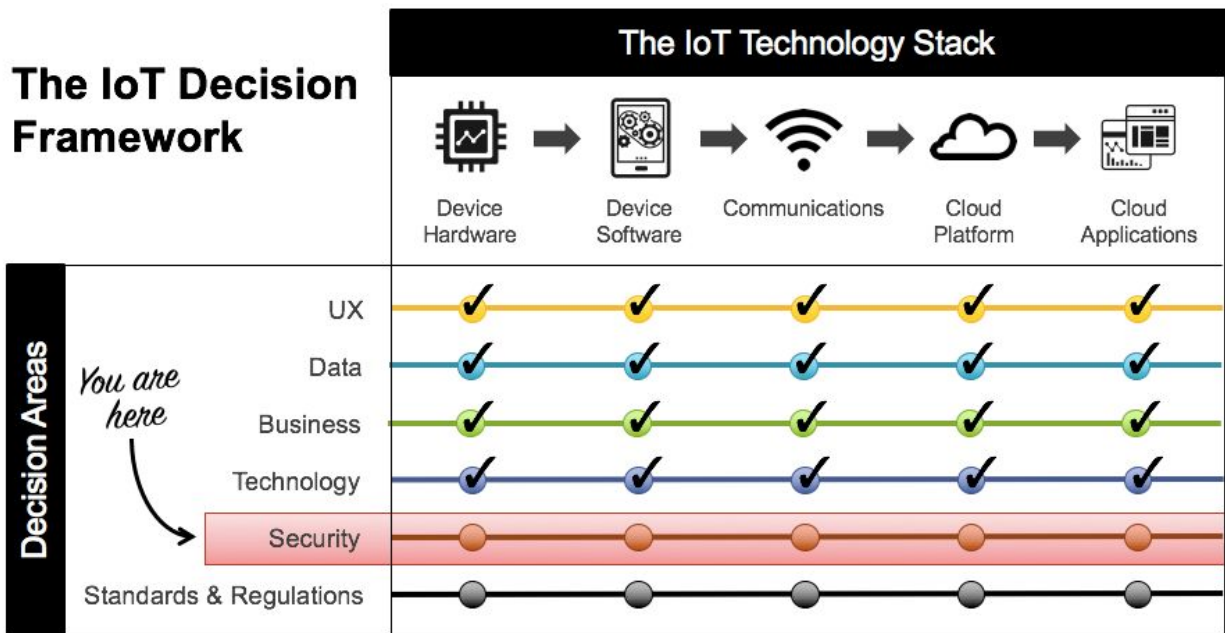 The IoT Technology Stack
The IoT Decision
Framework
Device
Hardware
Device
Software
Communications
Cloud
Platform
Cloud
Applications
Decision Areas
UX
Data
You are
here
Business
Technology
Security
Standards & Regulations